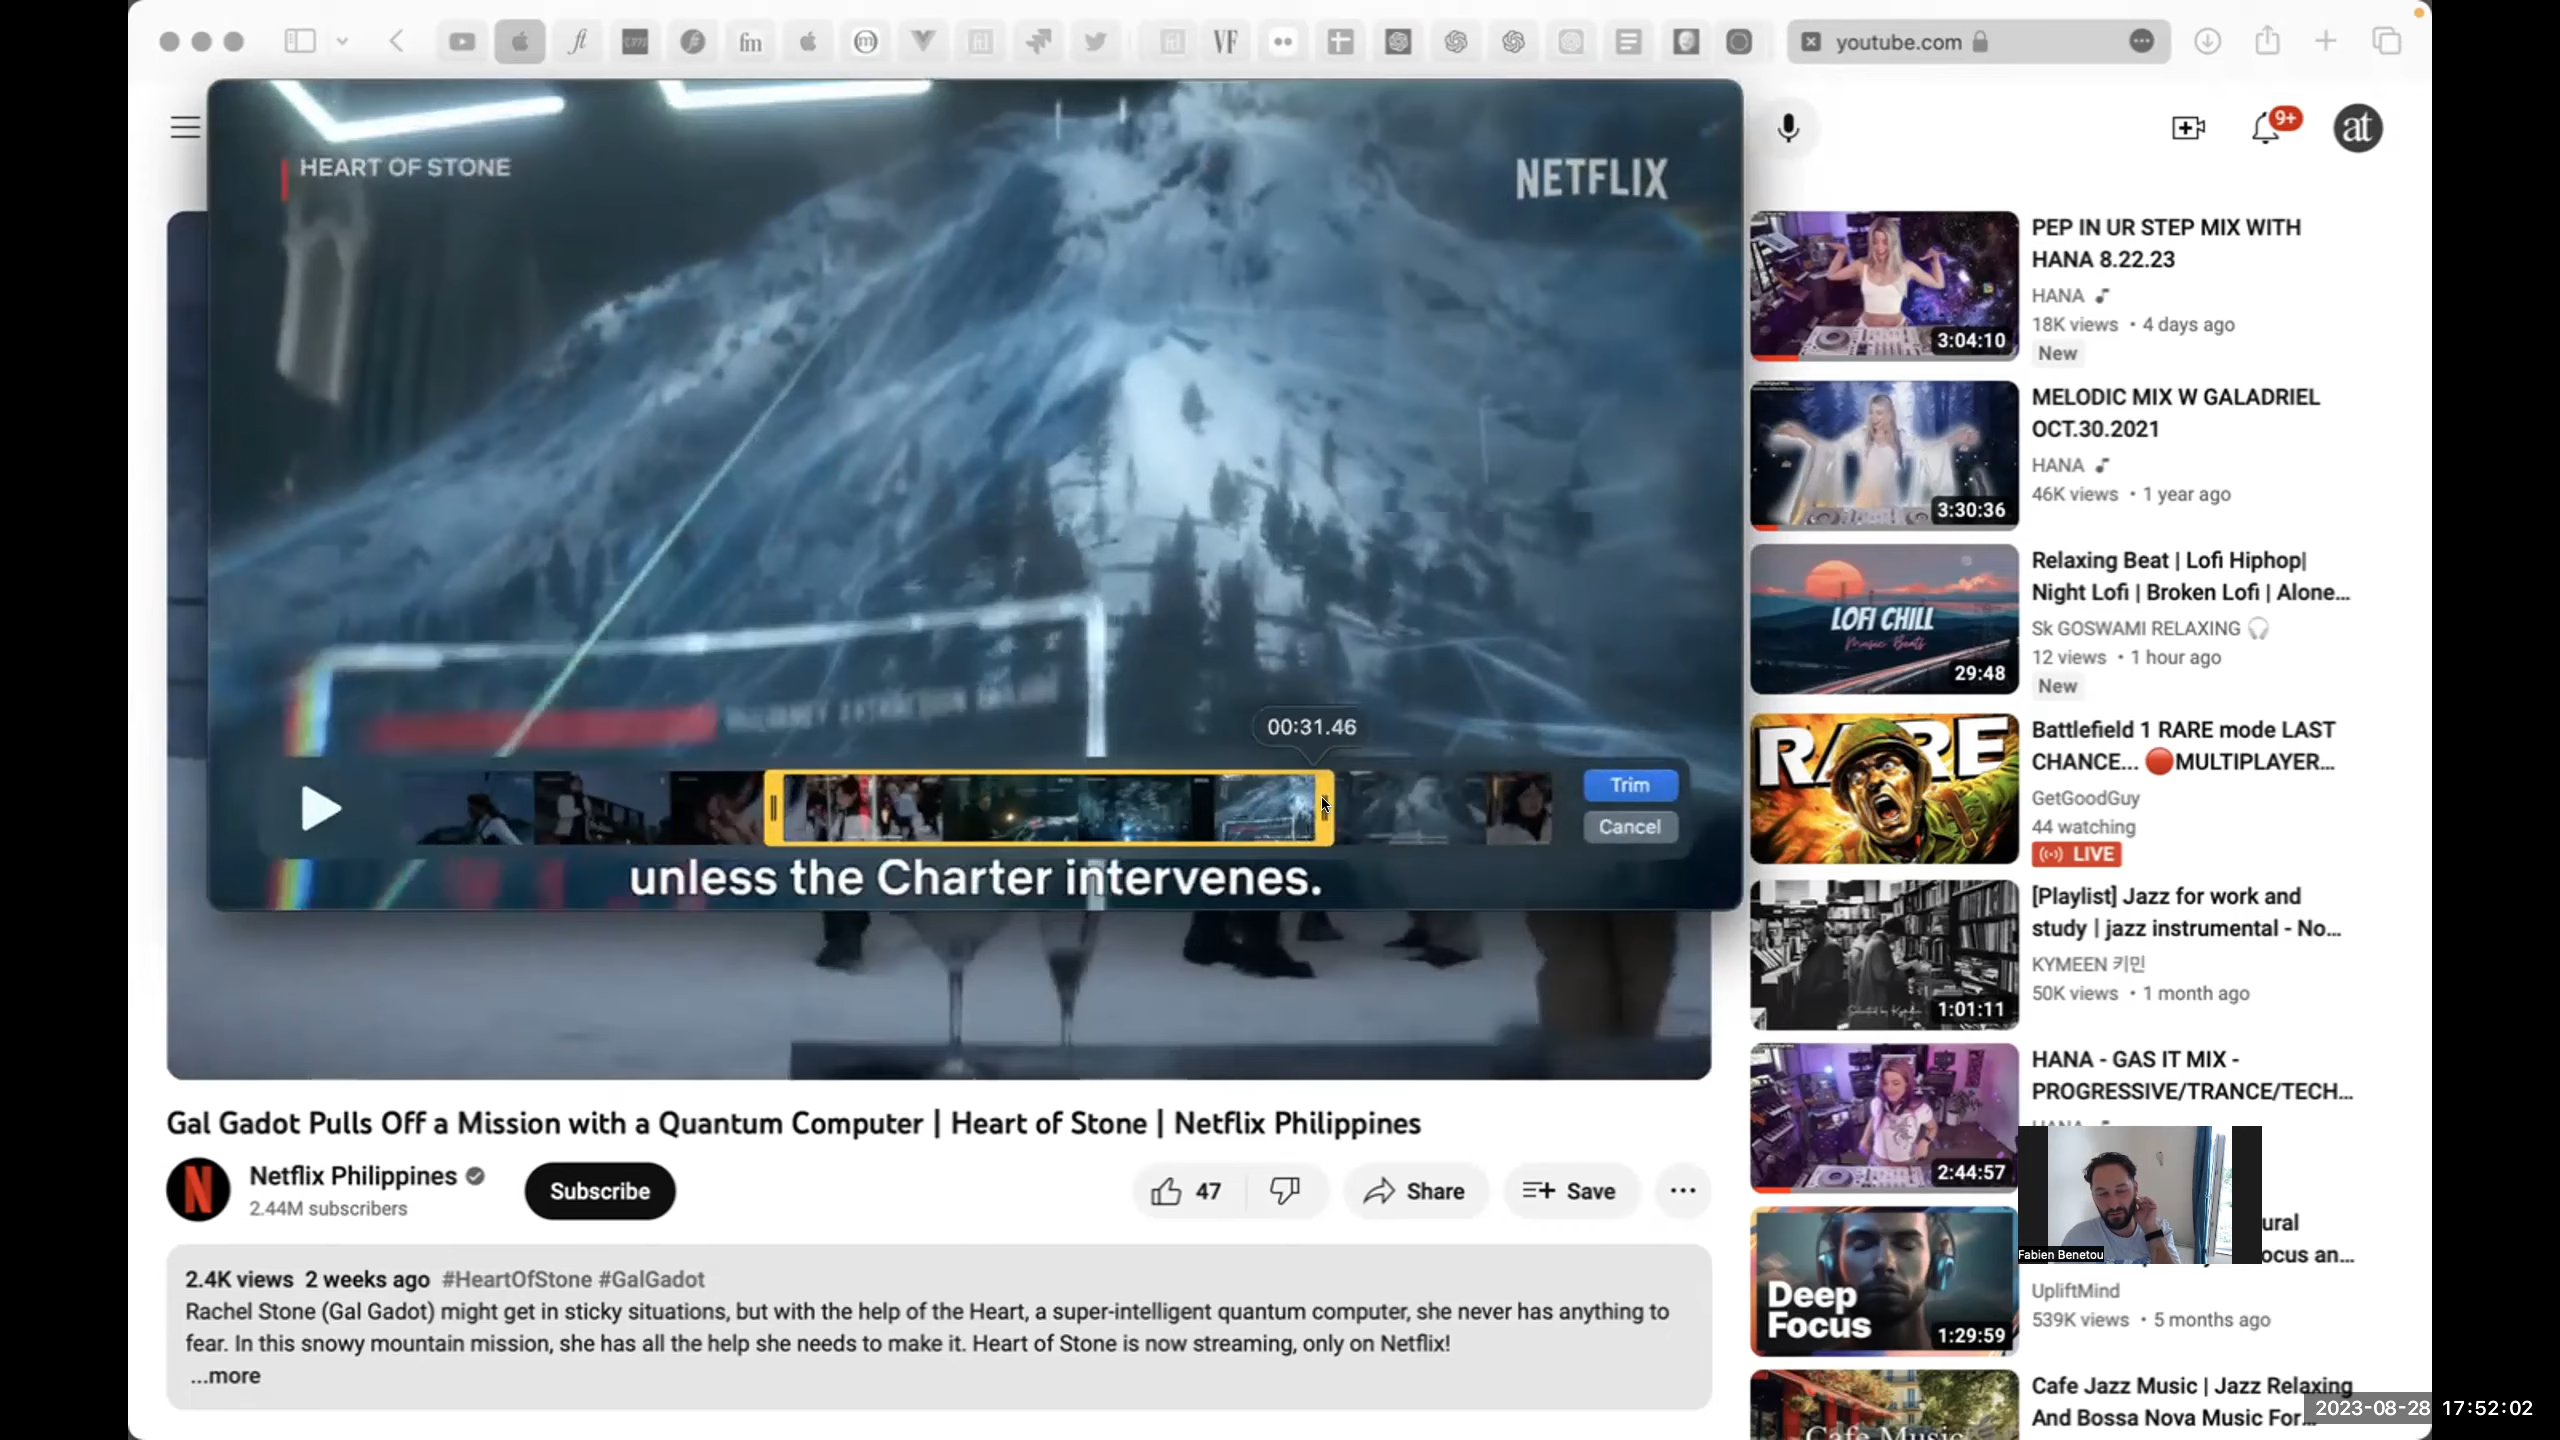 youtube.com
HEART OF STONE
NETFLIX
9+
at
00:31.46
Trim
Cancel
unless the Charter intervenes.
Gal Gadot Pulls Off a Mission with a Quantum Computer | Heart of Stone | Netflix Philippines
Netflix Philippines
2.44M subscribers
Subscribe
47
Share
Save
2.4K views 2 weeks ago #HeartOfStone #GalGadot
Rachel Stone (Gal Gadot) might get in sticky situations, but with the help of the Heart, a super-intelligent quantum computer, she never has anything to
fear. In this snowy mountain mission, she has all the help she needs to make it. Heart of Stone is now streaming, only on Netflix!
...more
3:04:10
PEP IN UR STEP MIX WITH
HANA 8.22.23
HANA
18K views • 4 days ago
New
3:30:36
MELODIC MIX W GALADRIEL
OCT.30.2021
HANA
46K views • 1 year ago
LOFI CHILL
Music Beats
29:48
Relaxing Beat | Lofi Hiphop|
Night Lofi | Broken Lofi | Alone...
Sk GOSWAMI RELAXING 🎧
12 views • 1 hour ago
New
RARE
Battlefield 1 RARE mode LAST
CHANCE... 🔴MULTIPLAYER...
GetGoodGuy
44 watching
LIVE
1:01:11
[Playlist] Jazz for work and
study | jazz instrumental - No...
KYMEEN 키민
50K views • 1 month ago
2:44:57
HANA - GAS IT MIX -
PROGRESSIVE/TRANCE/TECH...
Fabien Benetou
Deep
Focus
1:29:59
ural
ocus an...
UpliftMind
539K views • 5 months ago
Cafe Music
Cafe Jazz Music | Jazz Relaxing
And Bossa Nova Music For...
2023-08-28 17:52:02